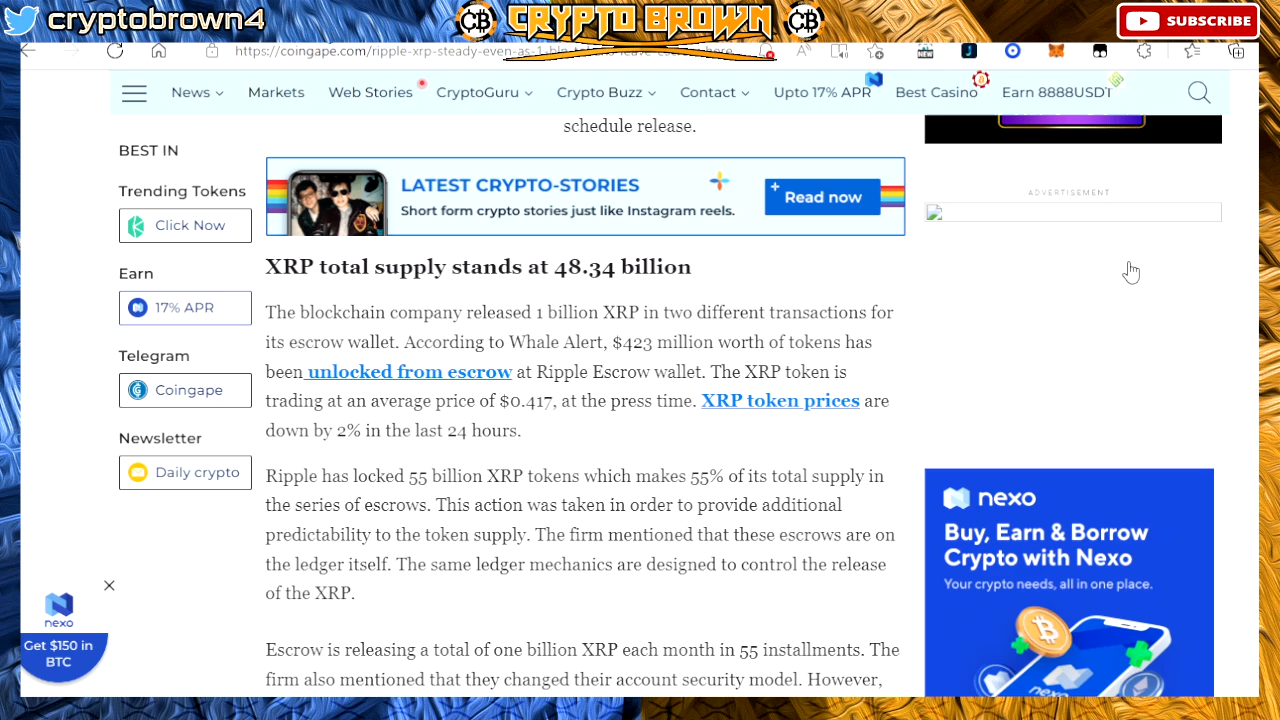 cryptobrown4
CB
CRYPTO BROWN
CB
SUBSCRIBE
News
Markets
Web Stories
CryptoGuru
Crypto Buzz
Contact
Upto 17% APR
Best Casino
Earn 8888USDT
schedule release.
BEST IN
Trending Tokens
Click Now
Earn
17% APR
Telegram
Coingape
Newsletter
Daily crypto
nexo
Get $150 in
BTC
LATEST CRYPTO-STORIES
Short form crypto stories just like Instagram reels.
Read now
XRP total supply stands at 48.34 billion
The blockchain company released 1 billion XRP in two different transactions for
its escrow wallet. According to Whale Alert, $423 million worth of tokens has
been unlocked from escrow at Ripple Escrow wallet. The XRP token is
trading at an average price of $0.417, at the press time. XRP token prices are
down by 2% in the last 24 hours.
Ripple has locked 55 billion XRP tokens which makes 55% of its total supply in
the series of escrows. This action was taken in order to provide additional
predictability to the token supply. The firm mentioned that these escrows are on
the ledger itself. The same ledger mechanics are designed to control the release
of the XRP.
Escrow is releasing a total of one billion XRP each month in 55 installments. The
firm also mentioned that they changed their account security model. However,
ADVERTISEMENT
nexo
Buy, Earn & Borrow
Crypto with Nexo
Your crypto needs, all in one place.
nexo